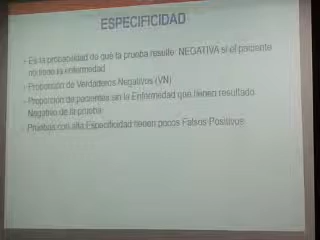 ESPECIFICIDAD
- Es la probabilidad de que la prueba resulte NEGATIVA si el paciente
no tiene la enfermedad
- Proporción de Verdaderos Negativos (VN)
- Proporción de pacientes sin la Enfermedad que tienen resultado
Negativo de la prueba
- Pruebas con alta Especificidad tienen pocos Falsos Positivos